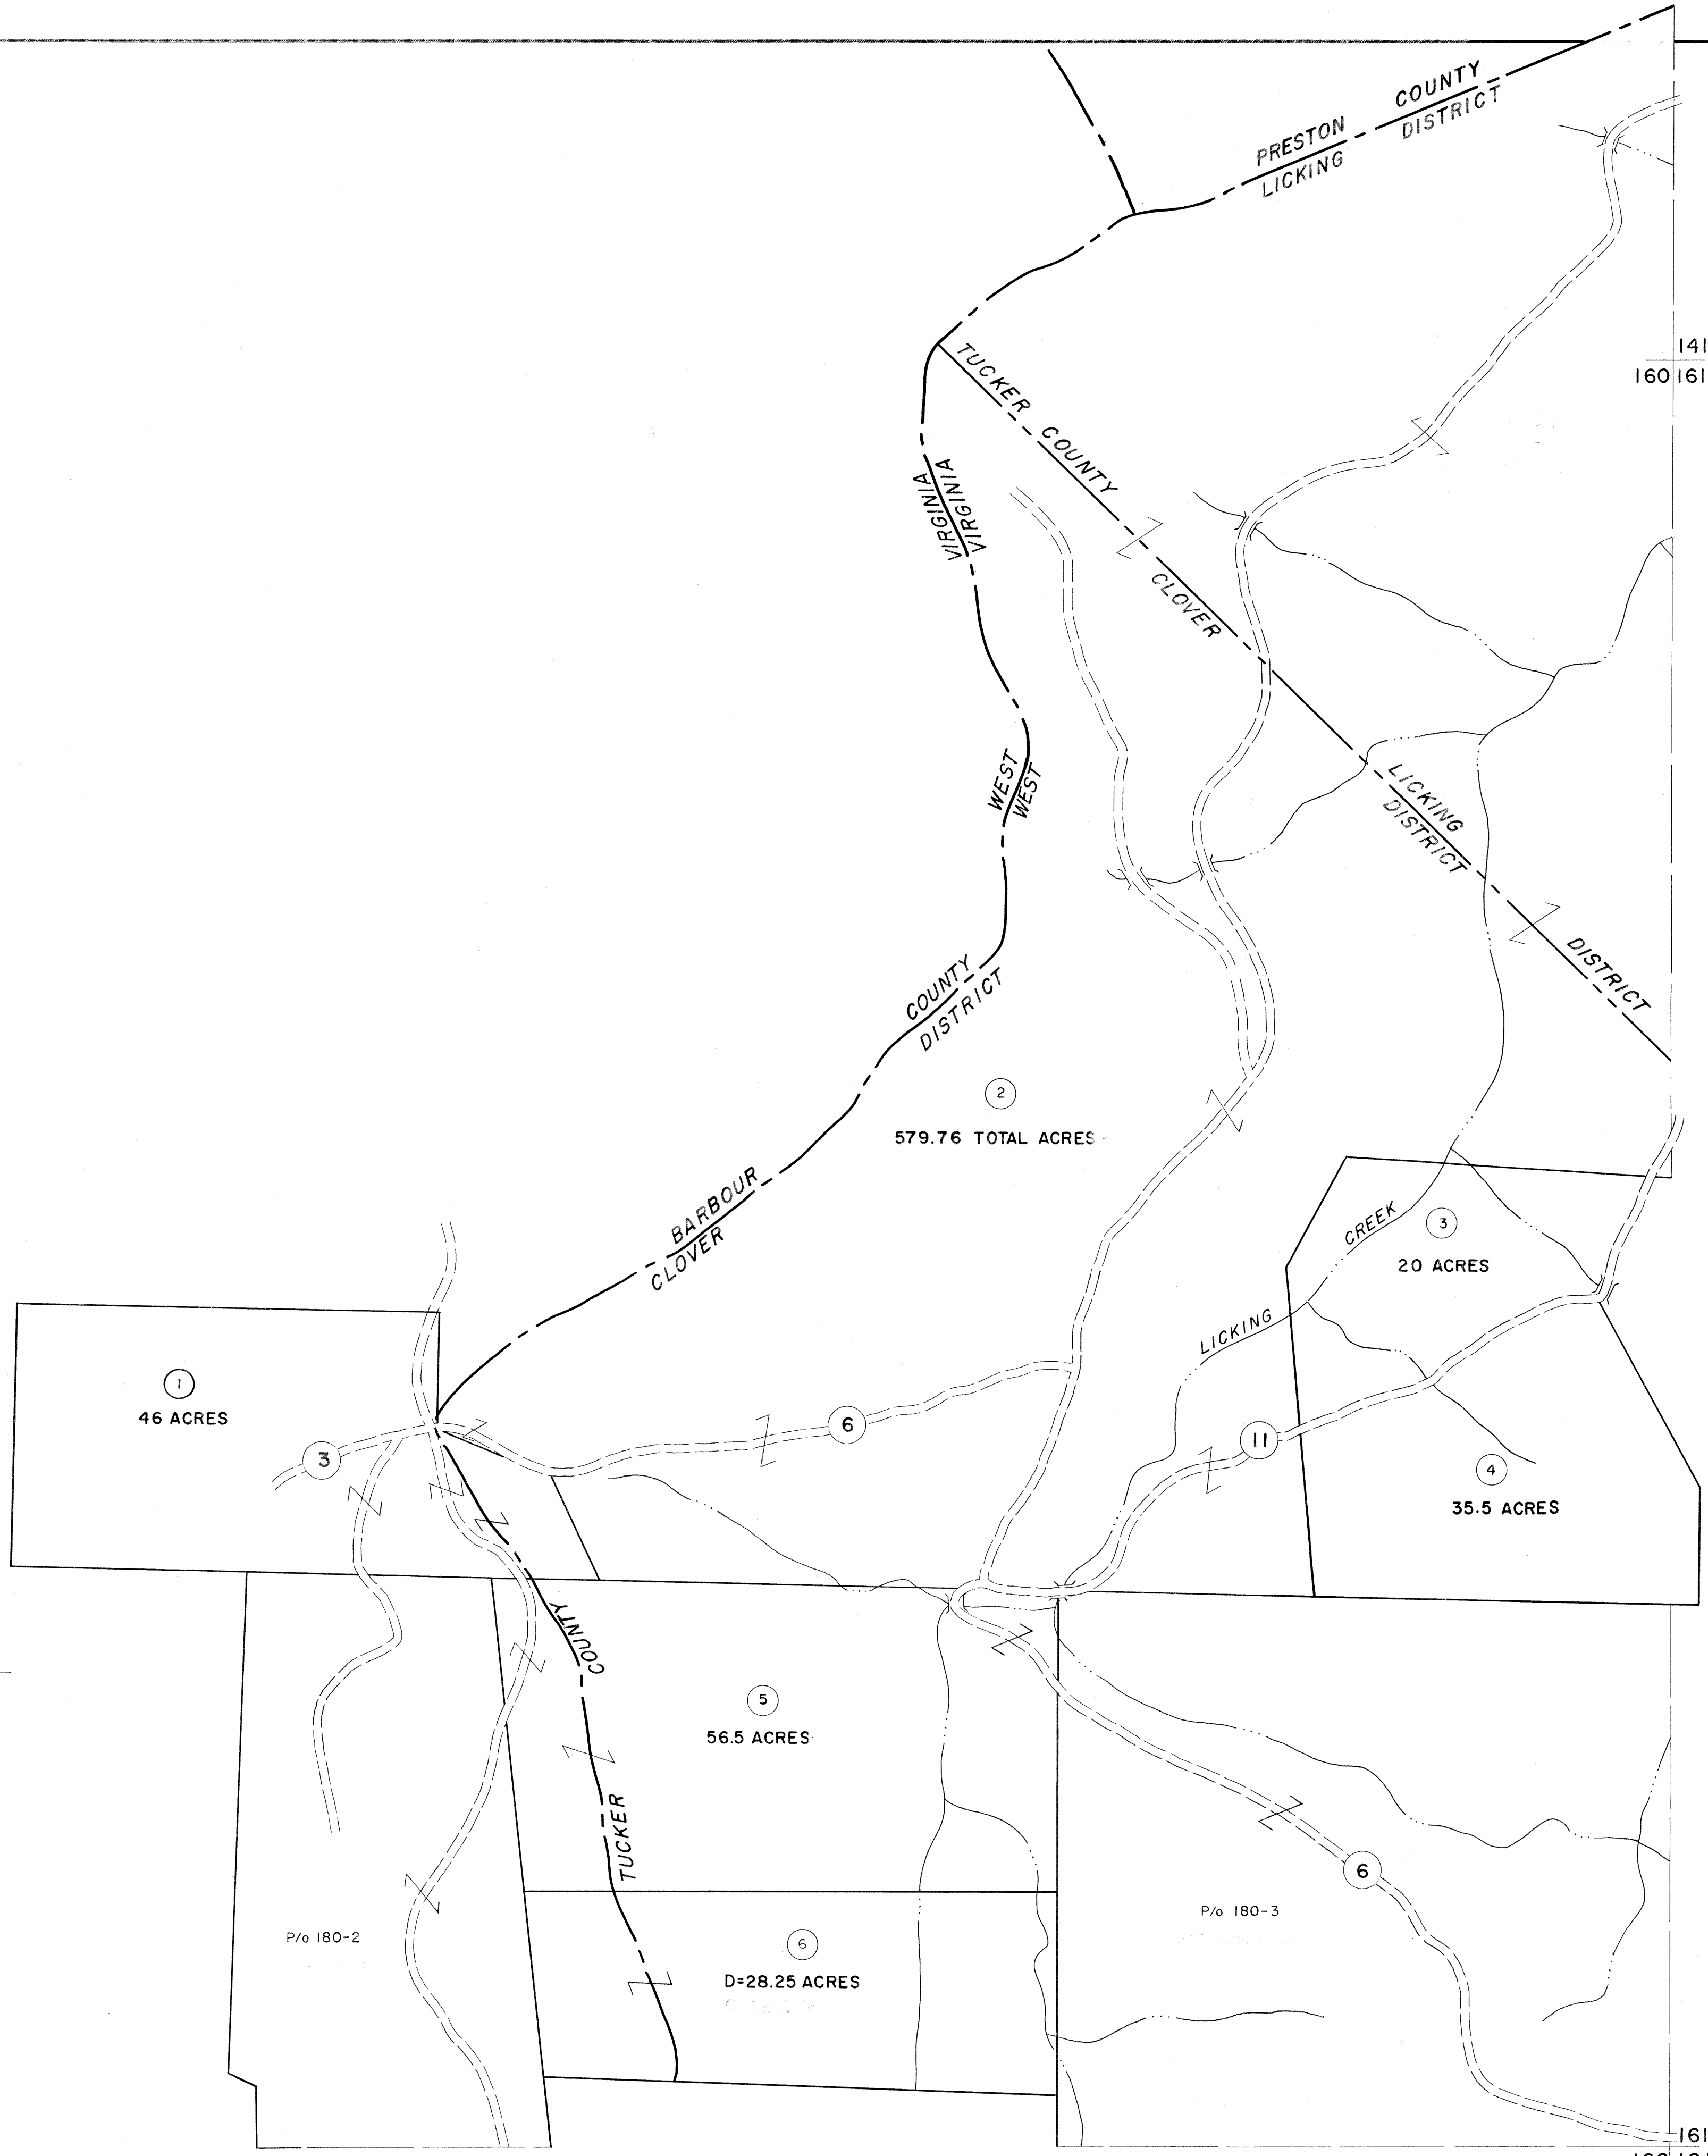 PRESTON COUNTY
LICKING DISTRICT
141
160 161
TUCKER COUNTY
CLOVER
LICKING
DISTRICT
DISTRICT
VIRGINIA
VIRGINIA
WEST
WEST
COUNTY
DISTRICT
2
579.76 TOTAL ACRES
BARBOUR
CLOVER
CREEK
3
20 ACRES
LICKING
1
46 ACRES
3
6
11
4
35.5 ACRES
COUNTY
5
56.5 ACRES
TUCKER
6
P/o 180-3
P/o 180-2
6
D=28.25 ACRES
161